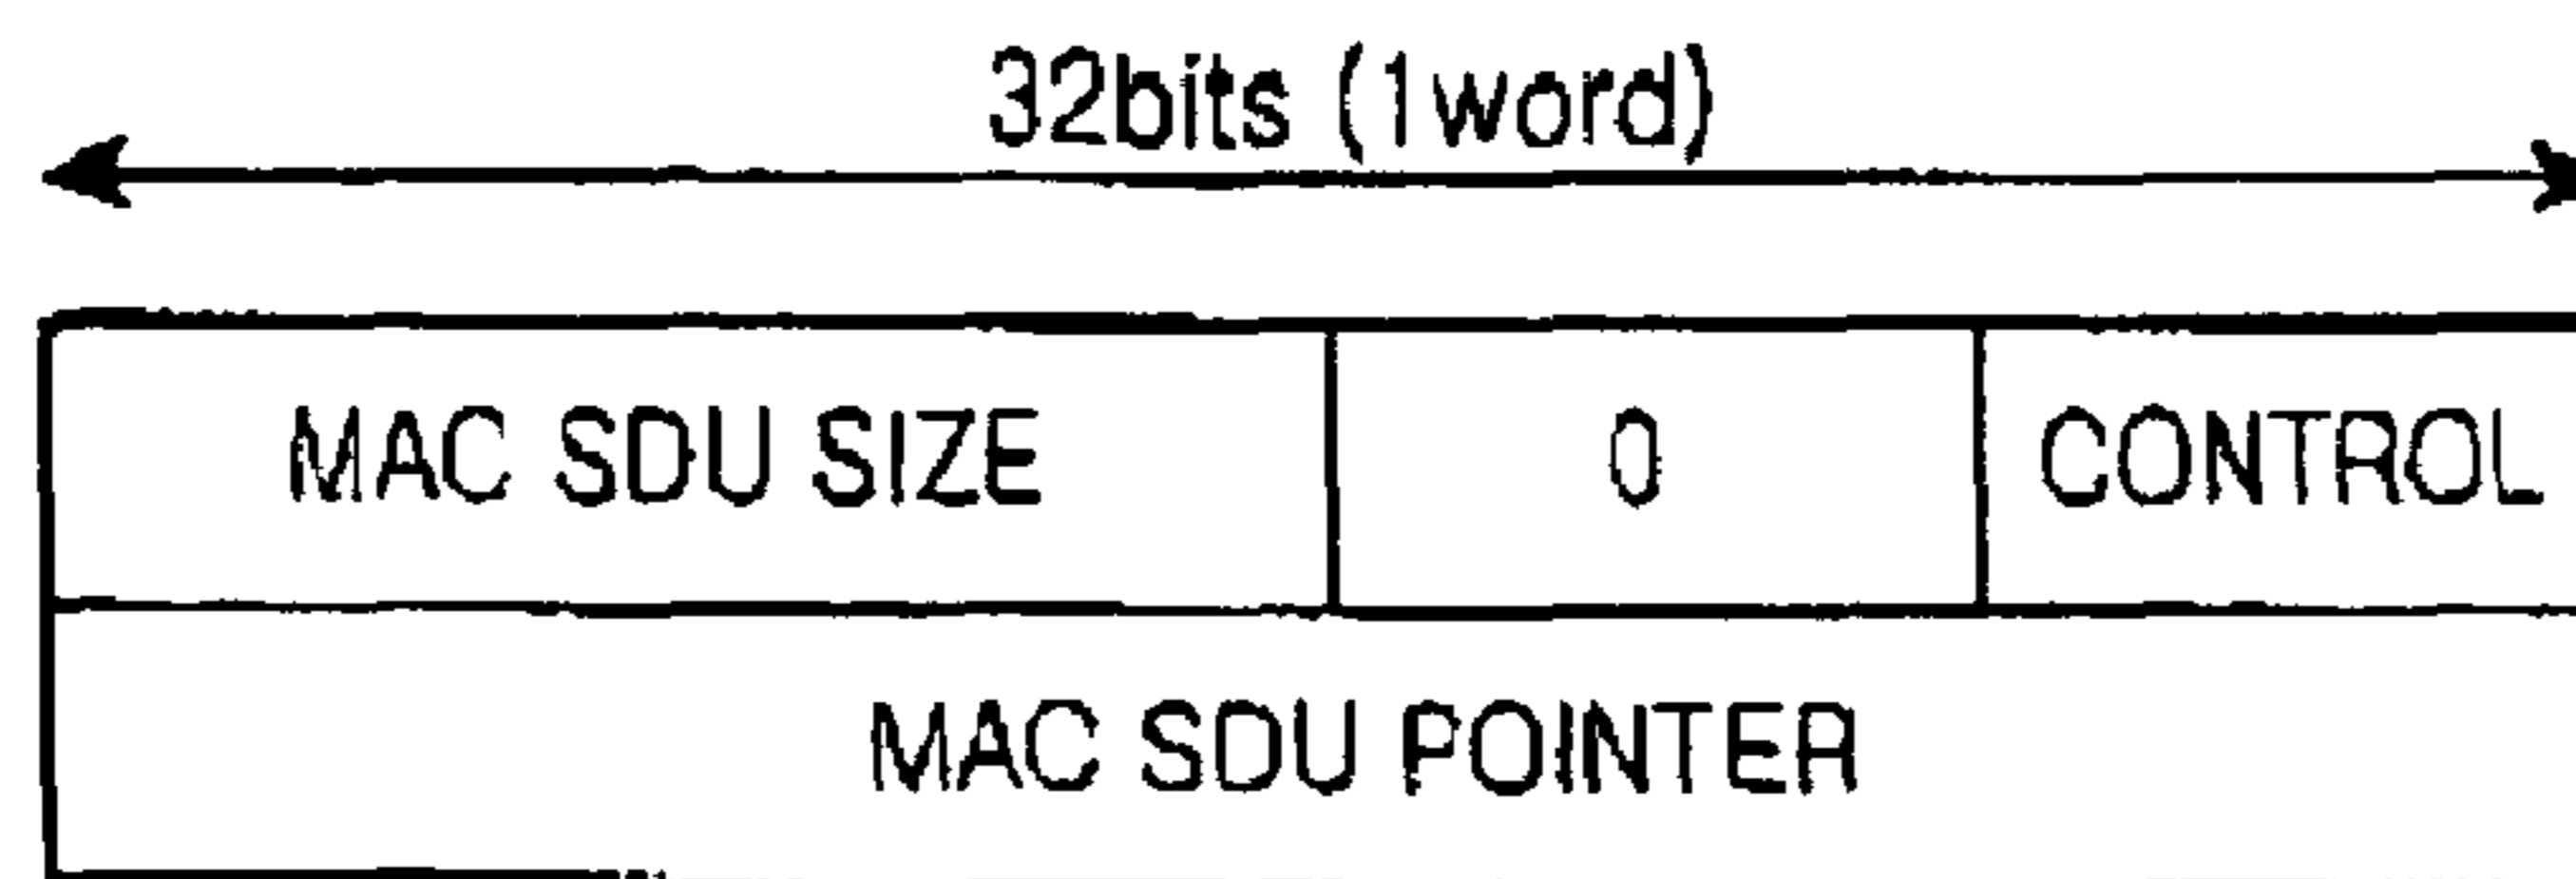 32bits (1word)
MAC SDU SIZE 0 CONTROL
MAC SDU POINTER